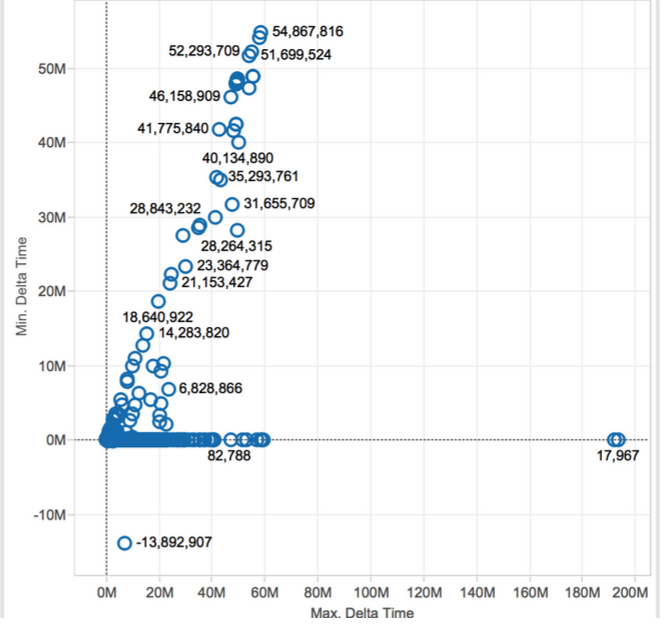 54,867,816
52,293,709
51,699,524
50M
46,158,909
41,775,840
40M
40,134,890
35,293,761
28,843,232
31,655,709
30M
28,264,315
23,364,779
21,153,427
20M
18,640,922
14,283,820
10M
6,828,866
0M
82,788
17,967
-10M
-13,892,907
Min. Delta Time
0M 20M 40M 60M 80M 100M 120M 140M 160M 180M 200M
Max. Delta Time